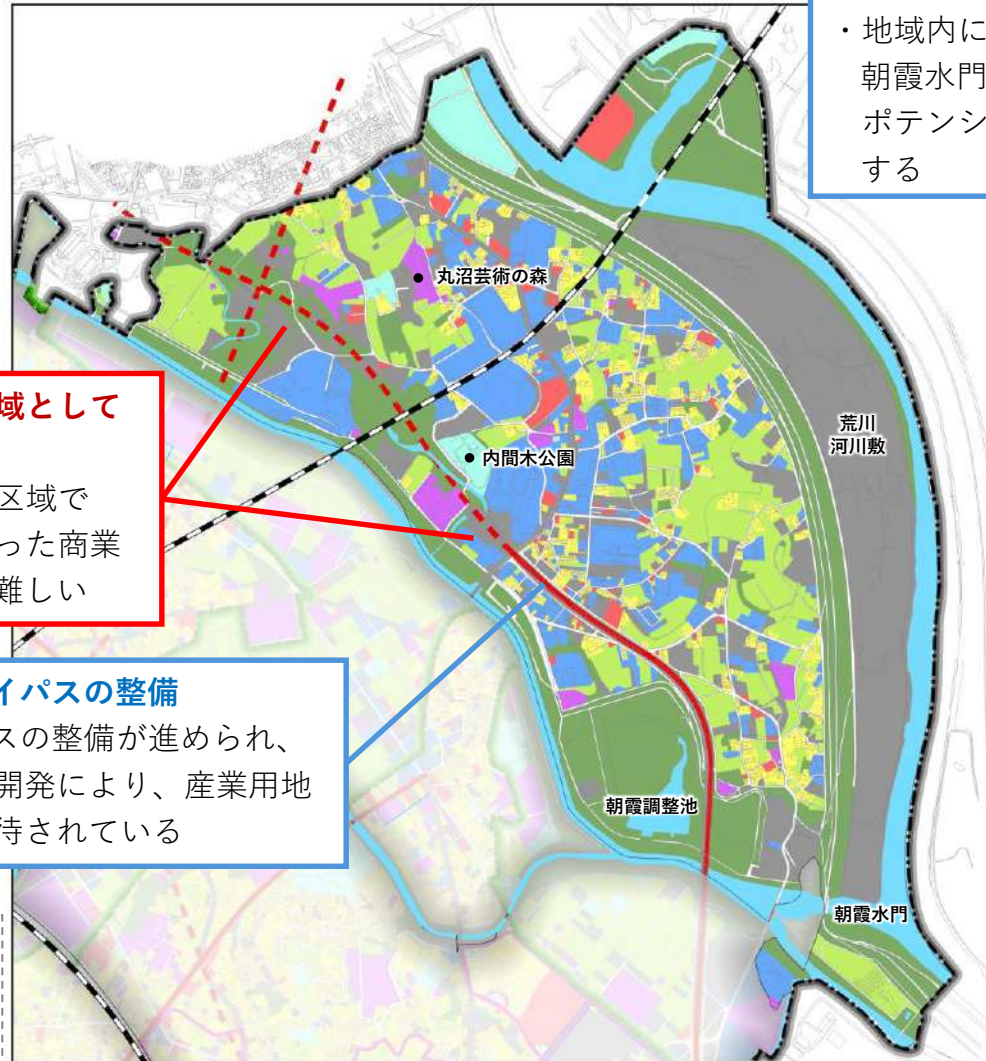 ・地域内に
朝霞水門
ポテンシ
する
丸沼芸術の森
荒川
河川敷
域として
内間木公園
区域で
った商業
難しい
イパスの整備
スの整備が進められ、
開発により、産業用地
待されている
朝霞調整池
朝霞水門